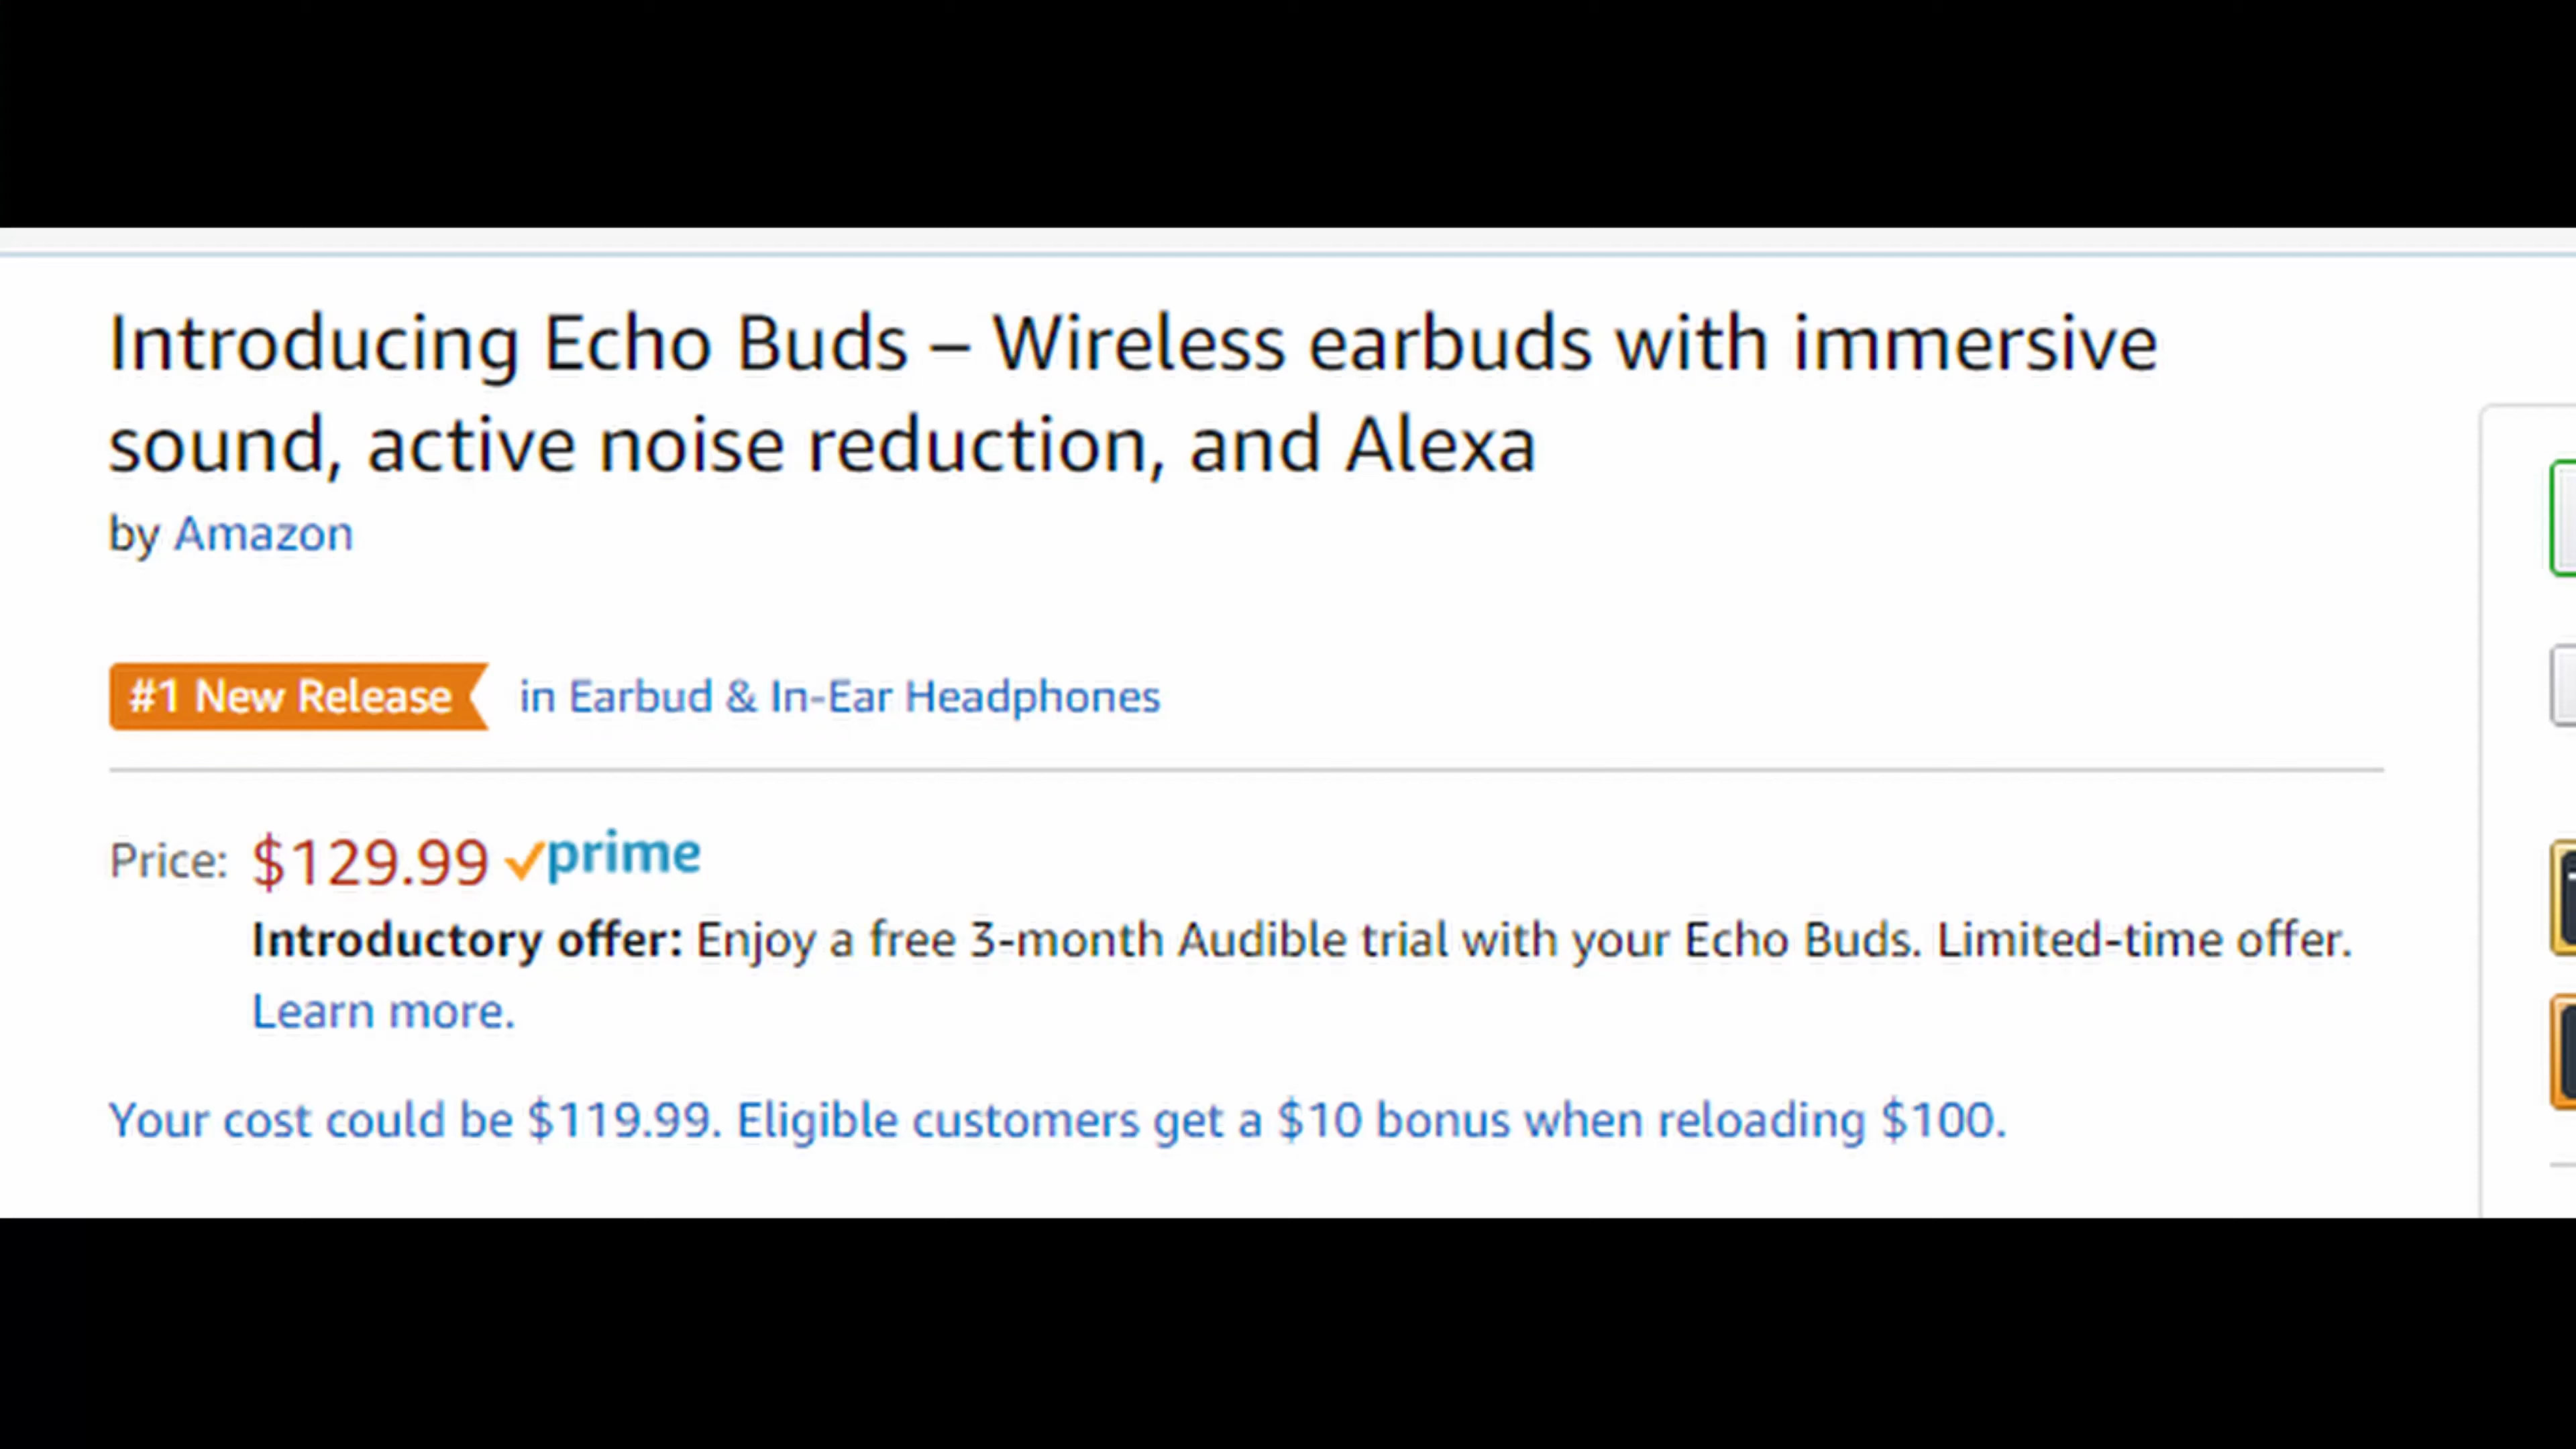 Introducing Echo Buds – Wireless earbuds with immersive
sound, active noise reduction, and Alexa
by Amazon
#1 New Release in Earbud & In-Ear Headphones
Price: $129.99 prime
Introductory offer: Enjoy a free 3-month Audible trial with your Echo Buds. Limited-time offer.
Learn more.
Your cost could be $119.99. Eligible customers get a $10 bonus when reloading $100.